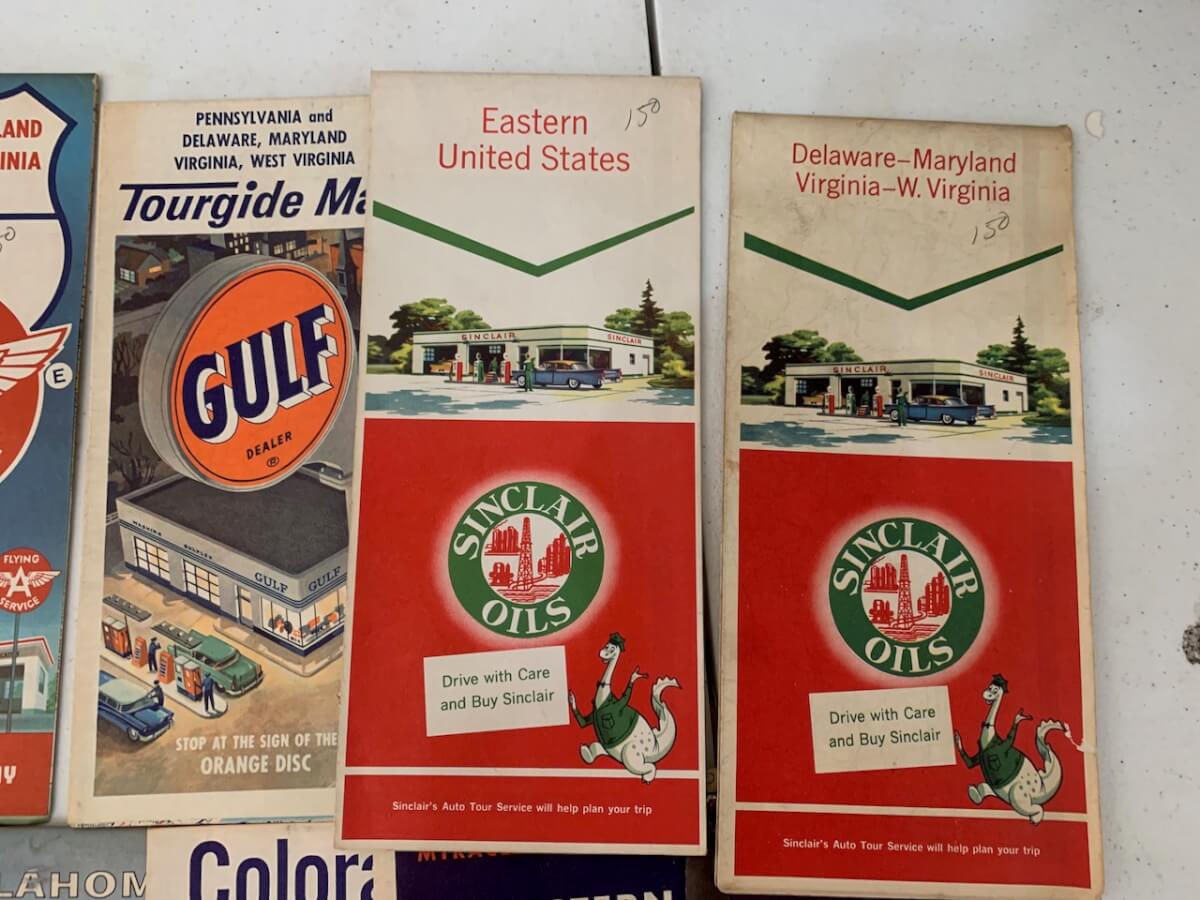 LAND
INIA
E
FLYING
A
SERVICE
NY
PENNSYLVANIA and
DELAWARE, MARYLAND
VIRGINIA, WEST VIRGINIA
Tourgide Ma
GULF
DEALER
®
WASHING
GULFLEX
GULF GULF
STOP AT THE SIGN OF THE
ORANGE DISC
Eastern
United States
150
SINCLAIR
SINCLAIR
SINCLAIR
OILS
Drive with Care
and Buy Sinclair
Sinclair's Auto Tour Service will help plan your trip
Delaware–Maryland
Virginia–W. Virginia
150
SINCLAIR
SINCLAIR
SINCLAIR
OILS
Drive with Care
and Buy Sinclair
Sinclair's Auto Tour Service will help plan your trip
LAHOM
Colora